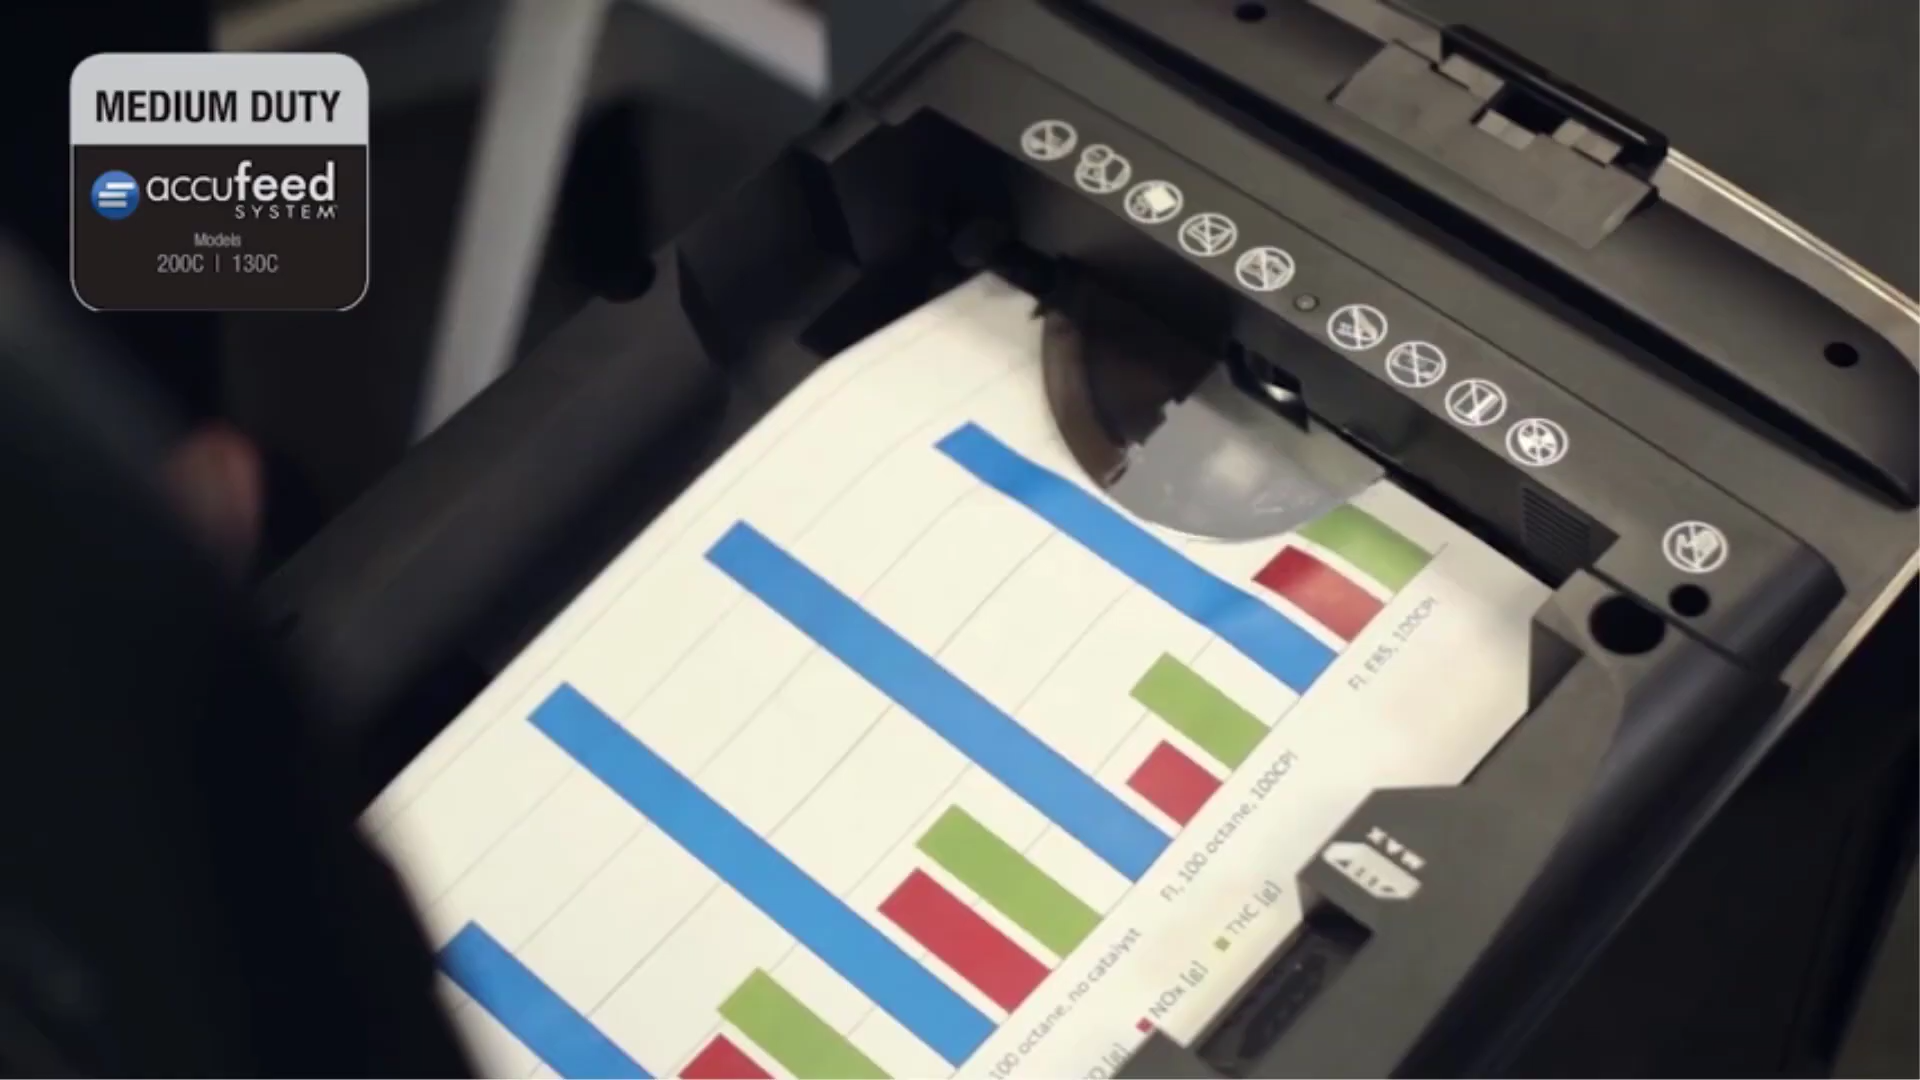 MEDIUM DUTY
accufeed
SYSTEM
Models
200C | 130C
FI, E85, 100CPI
FI, 100 octane, 100CPI
100 octane, no catalyst
THC [g]
NOx [g]
MAX